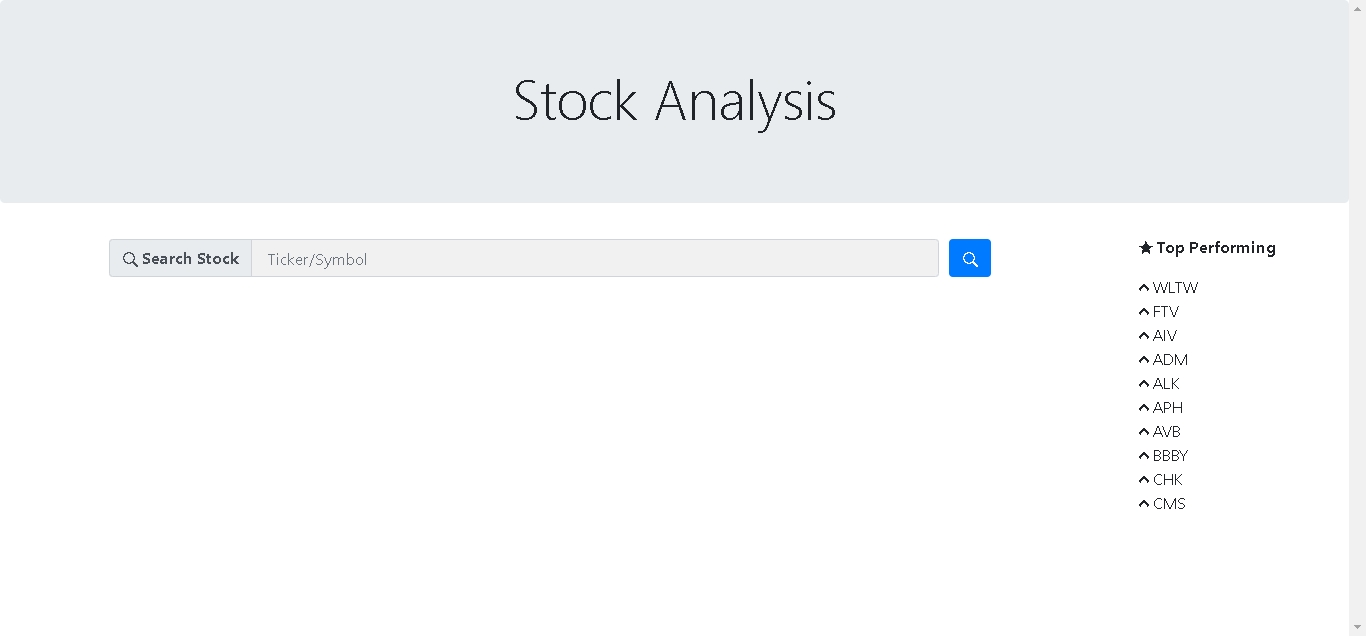 Stock Analysis
Search Stock
Ticker/Symbol
Top Performing
WLTW
FTV
AIV
ADM
ALK
APH
AVB
BBBY
CHK
CMS